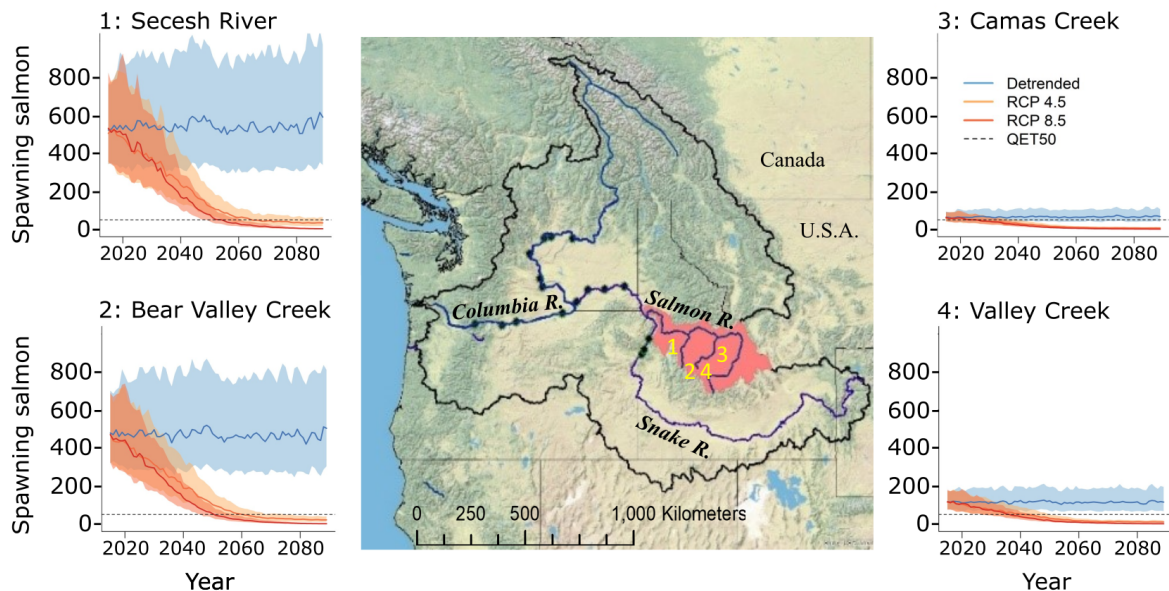 1: Secesh River
Spawning salmon
800
600
400
200
0
2020 2040 2060 2080
2: Bear Valley Creek
Spawning salmon
800
600
400
200
0
2020 2040 2060 2080
Year
Canada
U.S.A.
Columbia R.
Salmon R.
Snake R.
1
3
2 4
0 250 500 1,000 Kilometers
3: Camas Creek
Detrended
RCP 4.5
RCP 8.5
QET50
800
600
400
200
0
2020 2040 2060 2080
4: Valley Creek
800
600
400
200
0
2020 2040 2060 2080
Year